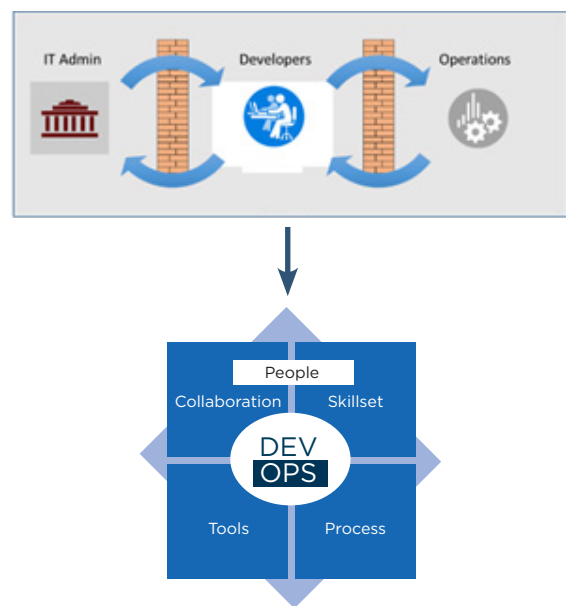 IT Admin
Developers
Operations
People
Collaboration
Skillset
DEV
OPS
Tools
Process